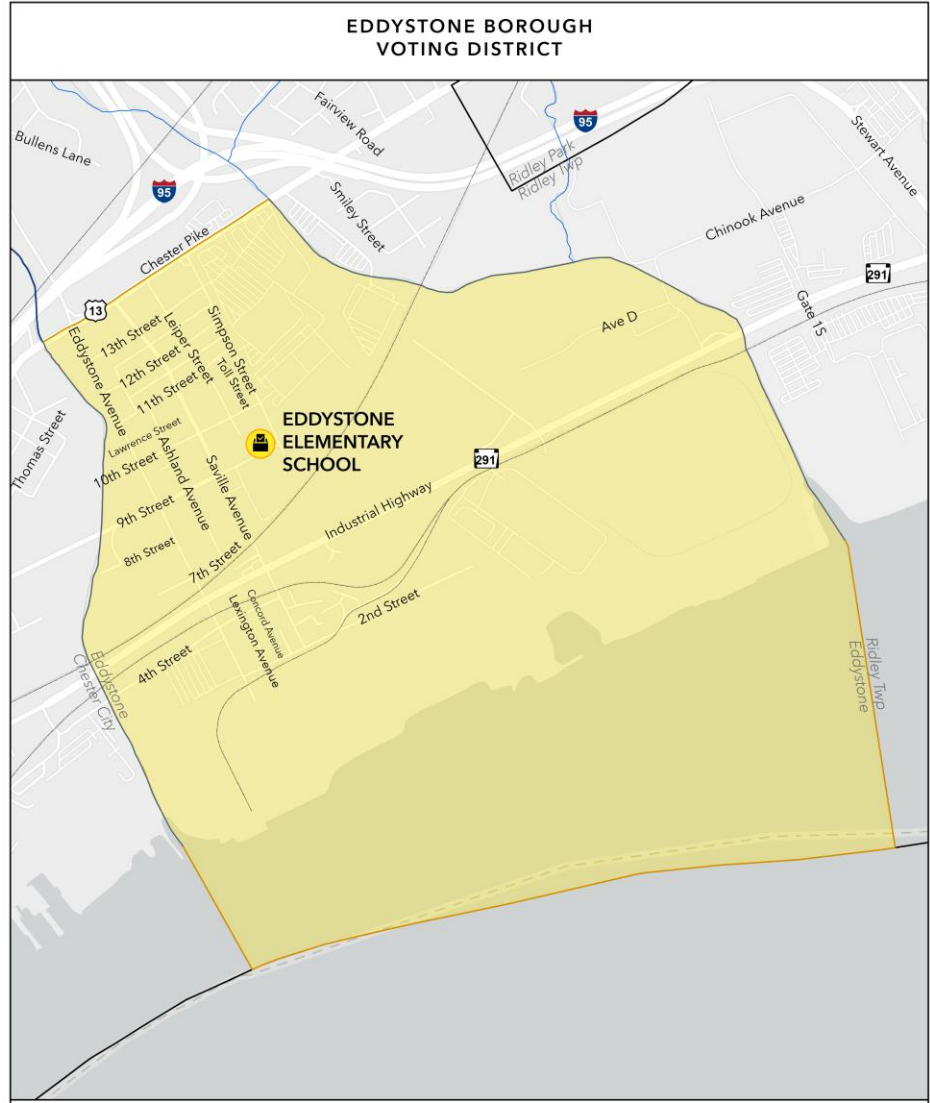 EDDYSTONE BOROUGH
VOTING DISTRICT
Fairview Road
95
Bullens Lane
Stewart Avenue
Ridley Park
Ridley Twp
95
Smiley Street
Chinook Avenue
Chester Pike
291
13
Gate 15
Ave D
13th Street
Simpson Street
Leiper Street
Eddystone Avenue
12th Street
Toll Street
11th Street
EDDYSTONE
ELEMENTARY
SCHOOL
Thomas Street
Lawrence Street
10th Street
Ashland Avenue
Saville Avenue
291
9th Street
Industrial Highway
8th Street
7th Street
2nd Street
Concord Avenue
Lexington Avenue
4th Street
Eddystone
Chester City
Ridley Twp
Eddystone